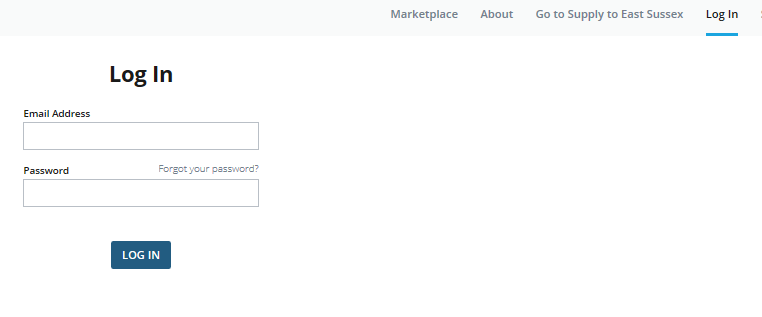 Marketplace About Go to Supply to East Sussex Log In
Log In
Email Address
Password Forgot your password?
LOG IN